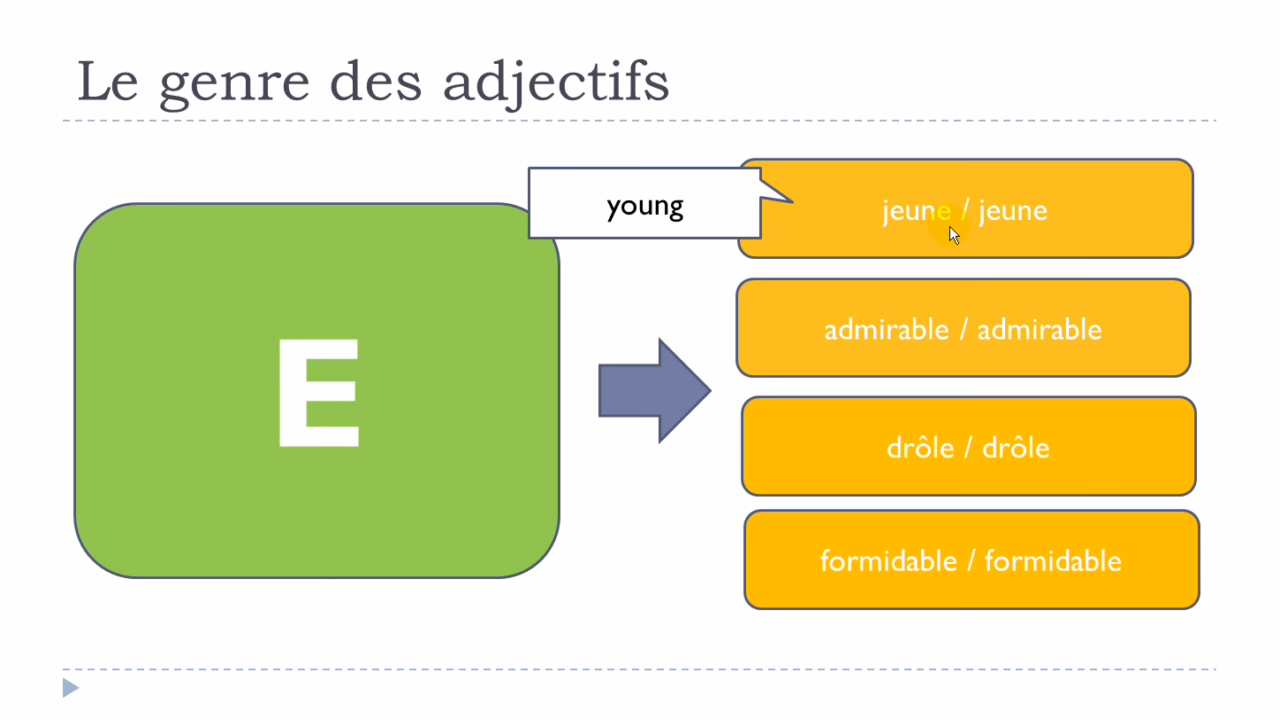 Le genre des adjectifs
young
jeune / jeune
E
admirable / admirable
drôle / drôle
formidable / formidable